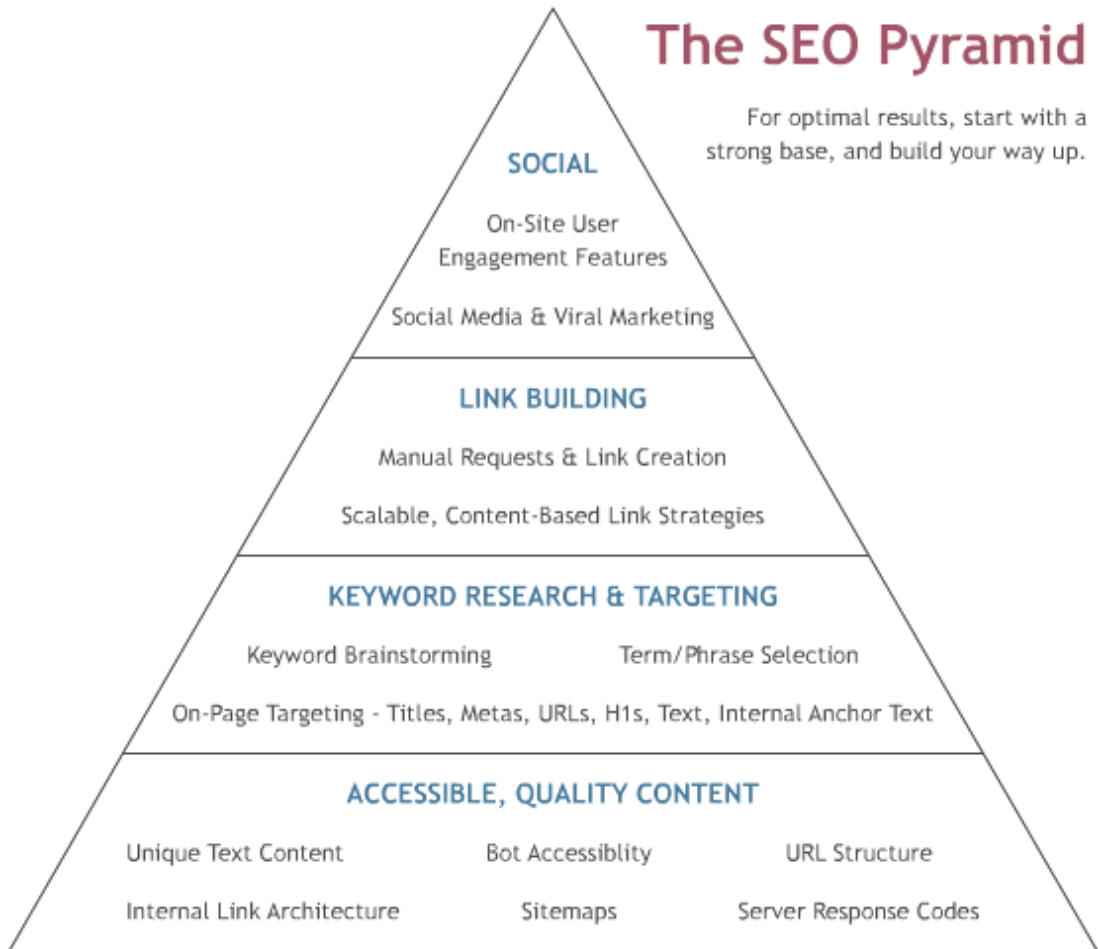 The SEO Pyramid
For optimal results, start with a
strong base, and build your way up.
SOCIAL
On-Site User
Engagement Features
Social Media & Viral Marketing
LINK BUILDING
Manual Requests & Link Creation
Scalable, Content-Based Link Strategies
KEYWORD RESEARCH & TARGETING
Keyword Brainstorming Term/Phrase Selection
On-Page Targeting - Titles, Metas, URLs, H1s, Text, Internal Anchor Text
ACCESSIBLE, QUALITY CONTENT
Unique Text Content Bot Accessiblity URL Structure
Internal Link Architecture Sitemaps Server Response Codes